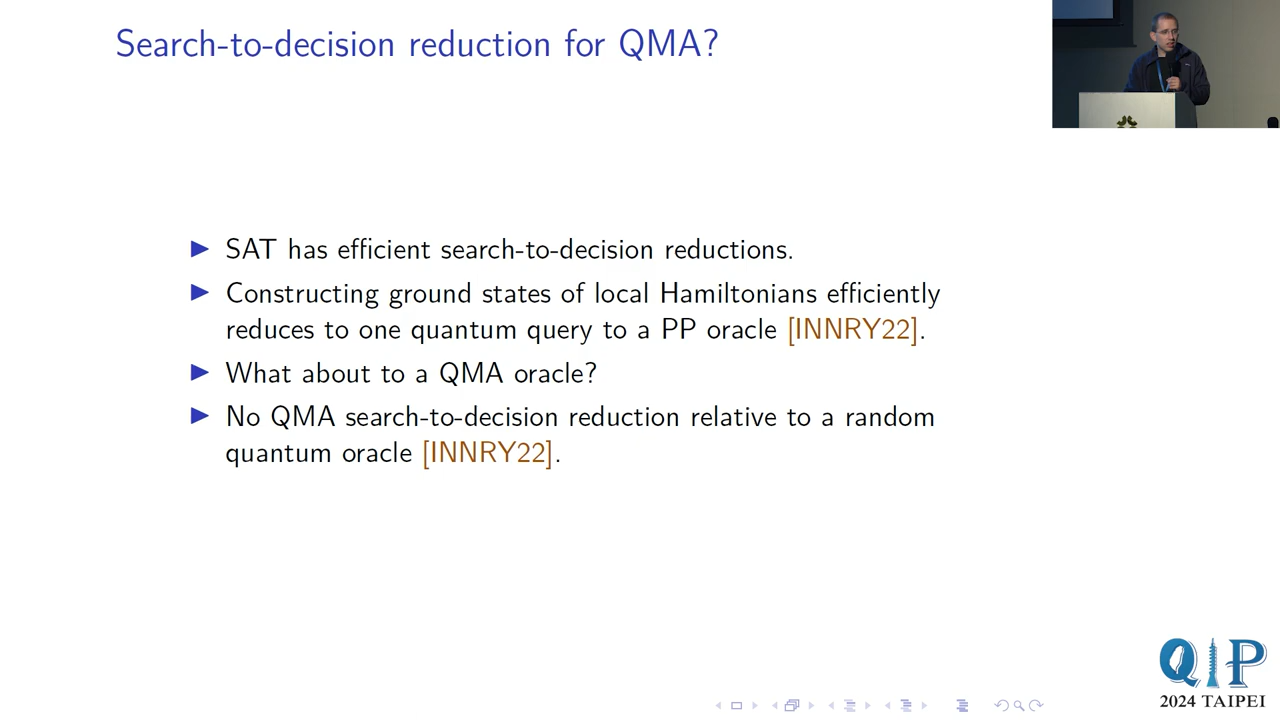 Search-to-decision reduction for QMA?
▶ SAT has efficient search-to-decision reductions.
▶ Constructing ground states of local Hamiltonians efficiently
reduces to one quantum query to a PP oracle [INNRY22].
▶ What about to a QMA oracle?
▶ No QMA search-to-decision reduction relative to a random
quantum oracle [INNRY22].
QIP
2024 TAIPEI